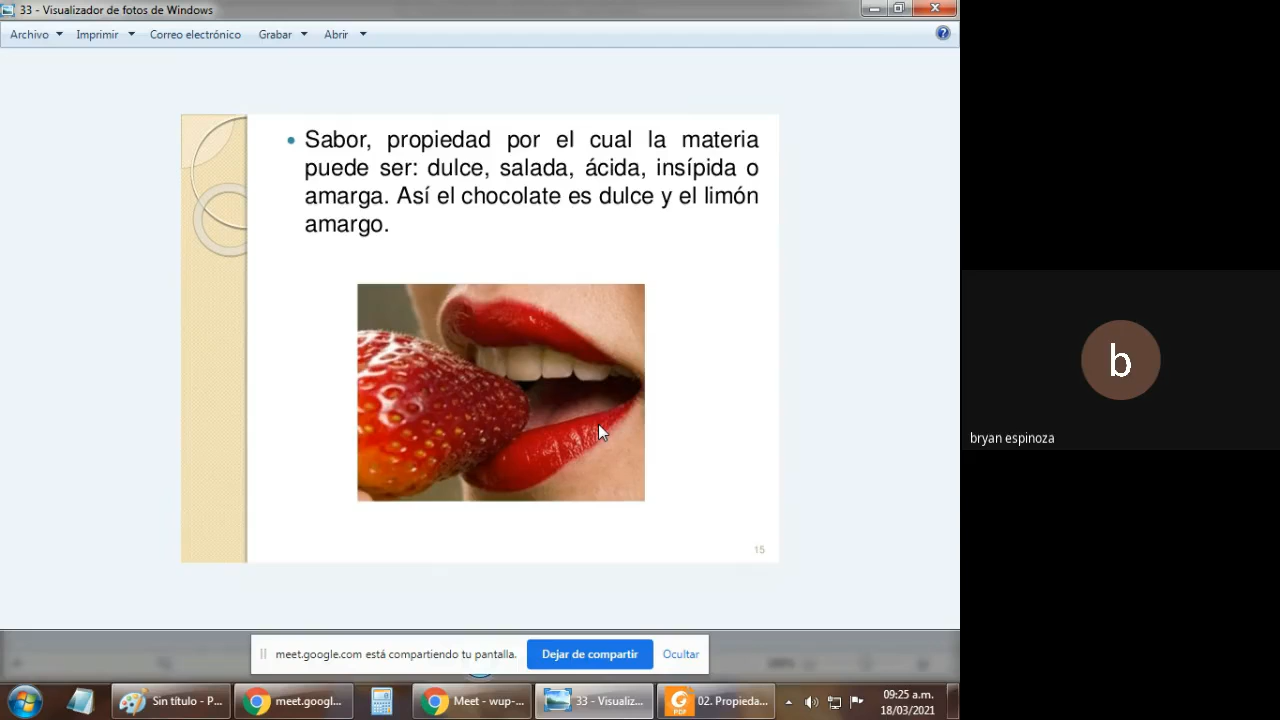 33 - Visualizador de fotos de Windows
Archivo Imprimir Correo electrónico Grabar Abrir
• Sabor, propiedad por el cual la materia
puede ser: dulce, salada, ácida, insípida o
amarga. Así el chocolate es dulce y el limón
amargo.
b
bryan espinoza
15
meet.google.com está compartiendo tu pantalla. Dejar de compartir Ocultar
Sin título - P... meet.googl... Meet - wup-... 33 - Visualiz... PDF 02. Propieda... 09:25 a.m.
18/03/2021